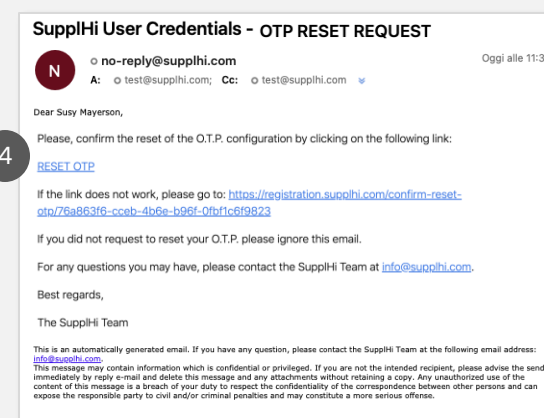 SupplHi User Credentials - OTP RESET REQUEST
N
no-reply@supplhi.com
Oggi alle 11:3
A: test@supplhi.com; Cc: test@supplhi.com
Dear Susy Mayerson,
4
Please, confirm the reset of the O.T.P. configuration by clicking on the following link:
RESET OTP
If the link does not work, please go to: https://registration.supplhi.com/confirm-reset-
otp/76a863f6-cceb-4b6e-b96f-0fbf1c6f9823
If you did not request to reset your O.T.P. please ignore this email.
For any questions you may have, please contact the SupplHi Team at info@supplhi.com.
Best regards,
The SupplHi Team
This is an automatically generated email. If you have any question, please contact the SupplHi Team at the following email address:
info@supplhi.com.
This message may contain information which is confidential or privileged. If you are not the intended recipient, please advise the send
immediately by reply e-mail and delete this message and any attachments without retaining a copy. Any unauthorized use of the
content of this message is a breach of your duty to respect the confidentiality of the correspondence between other persons and can
expose the responsible party to civil and/or criminal penalties and may constitute a more serious offense.